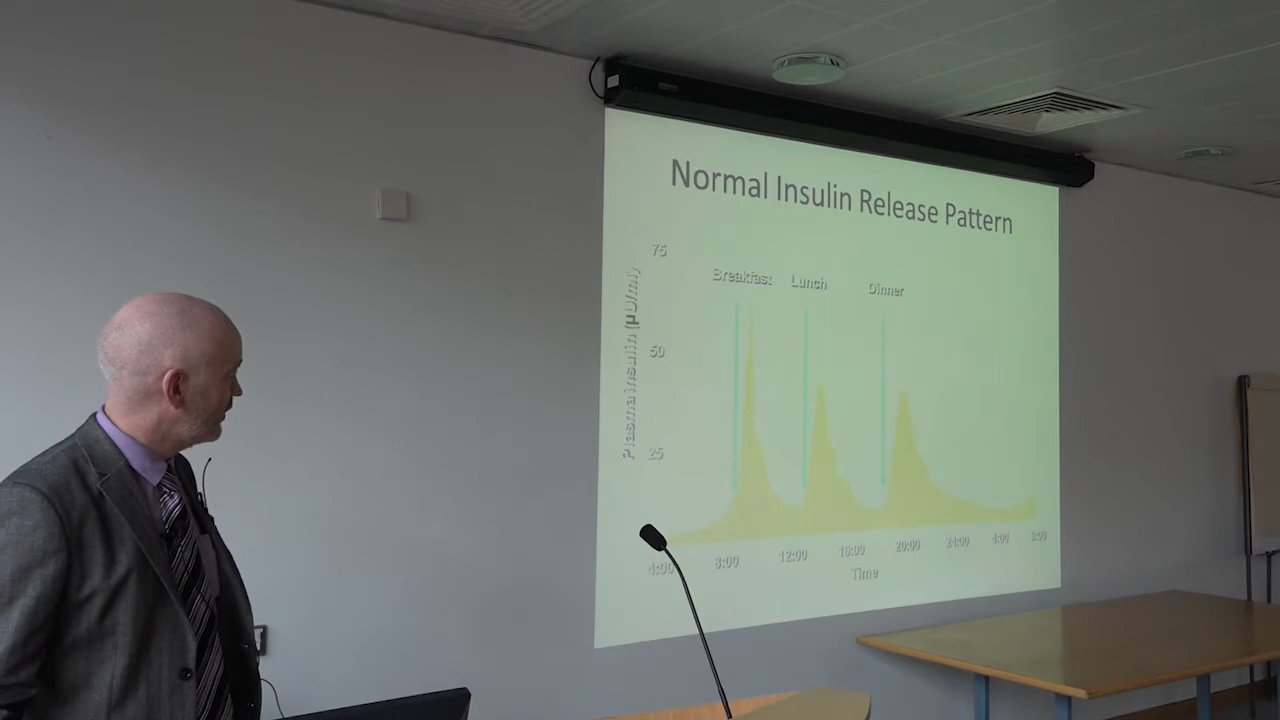 Normal Insulin Release Pattern
75
Breakfast Lunch Dinner
Plasma Insulin (µU/ml)
50
25
4:00 8:00 12:00 16:00 20:00 24:00 4:00 8:00
Time